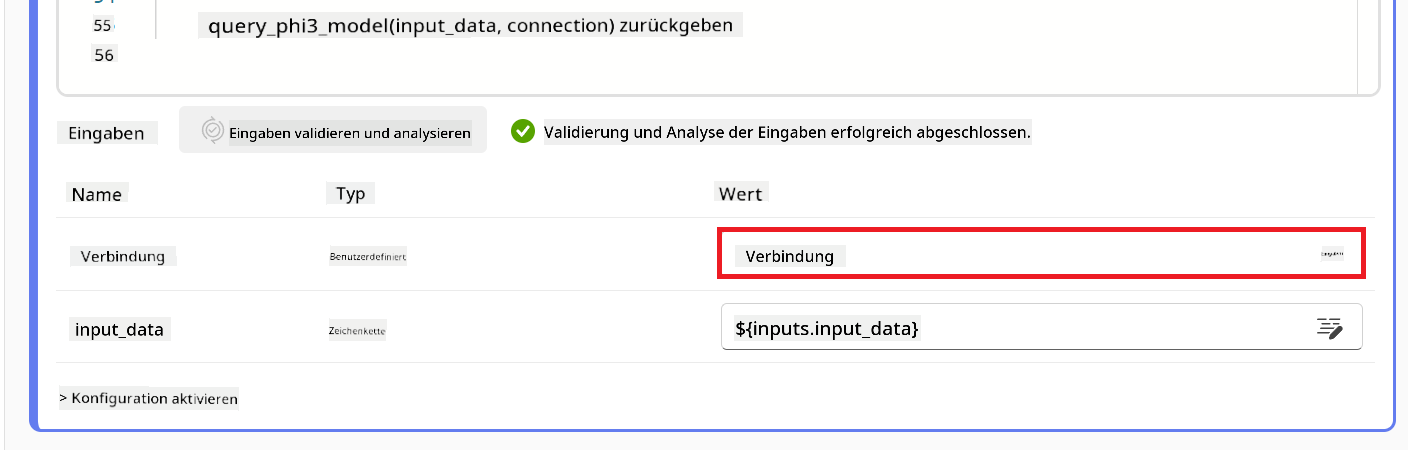 55
query_phi3_model(input_data, connection) zurückgeben
56
Eingaben
Eingaben validieren und analysieren
Validierung und Analyse der Eingaben erfolgreich abgeschlossen.
Name Typ Wert
Verbindung Benutzerdefiniert Verbindung Eingaben
input_data Zeichenkette ${inputs.input_data}
> Konfiguration aktivieren